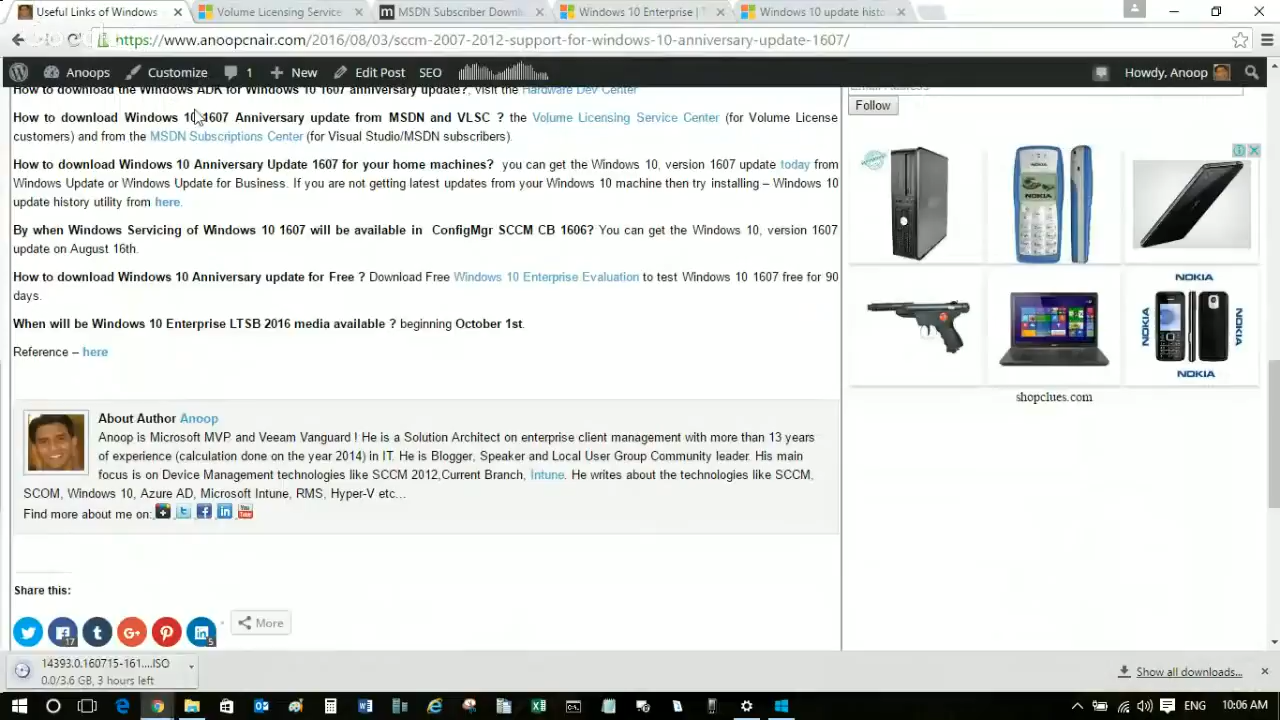 Useful Links of Windows
Volume Licensing Service
MSDN Subscriber Downl
Windows 10 Enterprise | T
Windows 10 update histo
https://www.anoopcnair.com/2016/08/03/sccm-2007-2012-support-for-windows-10-anniversary-update-1607/
Anoops
Customize
1
New
Edit Post
SEO
Howdy, Anoop
How to download the Windows ADK for Windows 10 1607 anniversary update?, visit the Hardware Dev Center
How to download Windows 10 1607 Anniversary update from MSDN and VLSC ? the Volume Licensing Service Center (for Volume License
customers) and from the MSDN Subscriptions Center (for Visual Studio/MSDN subscribers).
How to download Windows 10 Anniversary Update 1607 for your home machines? you can get the Windows 10, version 1607 update today from
Windows Update or Windows Update for Business. If you are not getting latest updates from your Windows 10 machine then try installing – Windows 10
update history utility from here.
By when Windows Servicing of Windows 10 1607 will be available in ConfigMgr SCCM CB 1606? You can get the Windows 10, version 1607
update on August 16th.
How to download Windows 10 Anniversary update for Free ? Download Free Windows 10 Enterprise Evaluation to test Windows 10 1607 free for 90
days.
When will be Windows 10 Enterprise LTSB 2016 media available ? beginning October 1st.
Reference – here
Follow
NOKIA
NOKIA
NOKIA
NOKIA
shopclues.com
About Author Anoop
Anoop is Microsoft MVP and Veeam Vanguard ! He is a Solution Architect on enterprise client management with more than 13 years
of experience (calculation done on the year 2014) in IT. He is Blogger, Speaker and Local User Group Community leader. His main
focus is on Device Management technologies like SCCM 2012,Current Branch, Intune. He writes about the technologies like SCCM,
SCOM, Windows 10, Azure AD, Microsoft Intune, RMS, Hyper-V etc...
Find more about me on:
Share this:
17
5
More
14393.0.160715-161....ISO
0.0/3.6 GB, 3 hours left
Show all downloads...
10:06 AM